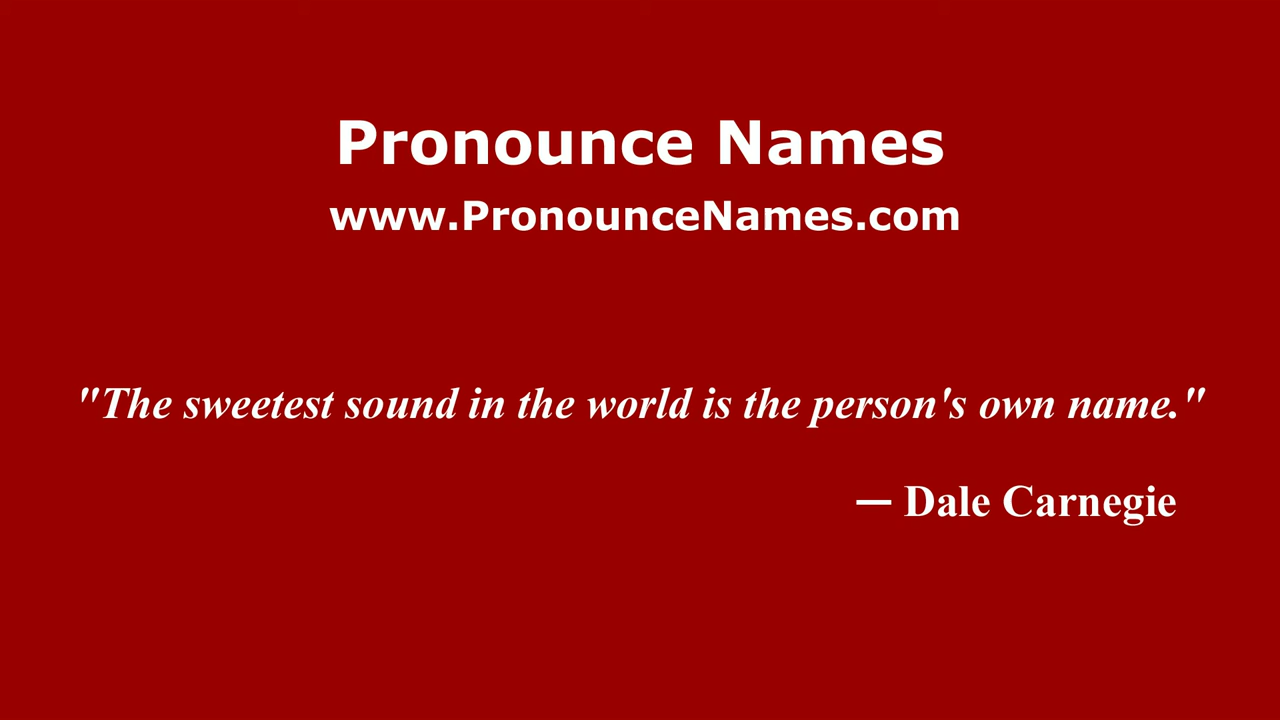 Pronounce Names
www.PronounceNames.com
"The sweetest sound in the world is the person's own name."
— Dale Carnegie